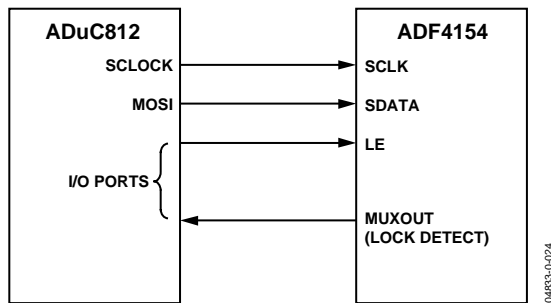 ADuC812
ADF4154
SCLOCK
SCLK
MOSI
SDATA
LE
I/O PORTS
MUXOUT
(LOCK DETECT)
04833-0-024